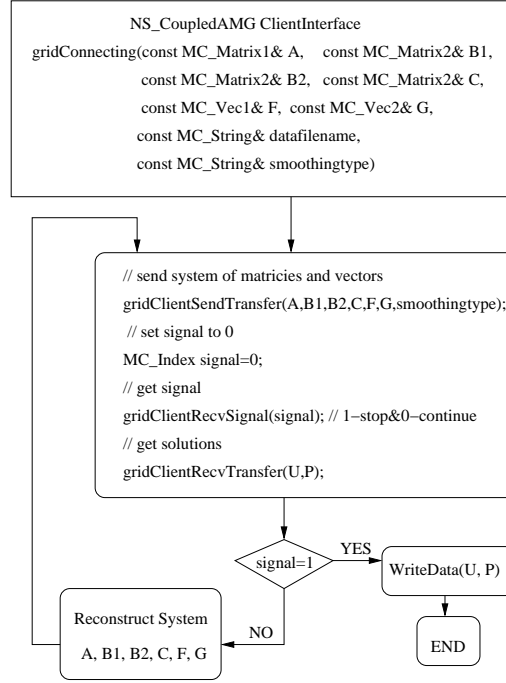 NS_CoupledAMG ClientInterface
gridConnecting(const MC_Matrix1& A, const MC_Matrix2& B1,
const MC_Matrix2& B2, const MC_Matrix2& C,
const MC_Vec1& F, const MC_Vec2& G,
const MC_String& datafilename,
const MC_String& smoothingtype)
// send system of matricies and vectors
gridClientSendTransfer(A,B1,B2,C,F,G,smoothingtype);
// set signal to 0
MC_Index signal=0;
// get signal
gridClientRecvSignal(signal); // 1−stop&0−continue
// get solutions
gridClientRecvTransfer(U,P);
signal=1
YES
WriteData(U, P)
NO
Reconstruct System
A, B1, B2, C, F, G
END